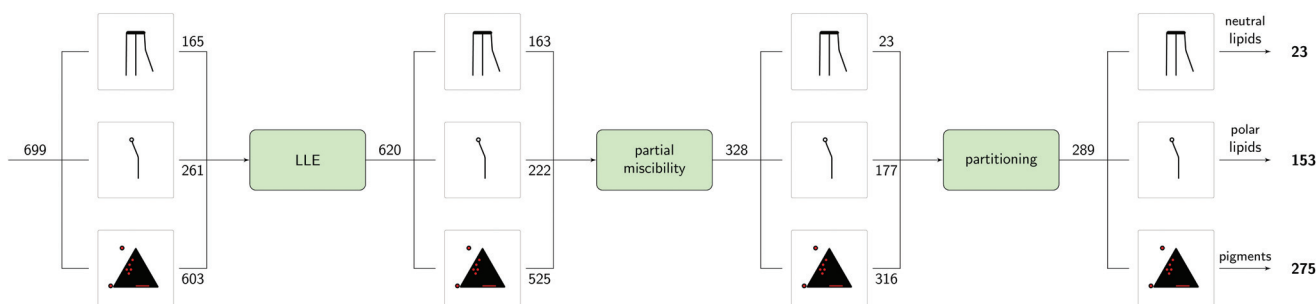 699
165
261
603
LLE
620
163
222
525
partial
miscibility
328
23
177
316
partitioning
289
neutral
lipids
23
polar
lipids
153
pigments
275